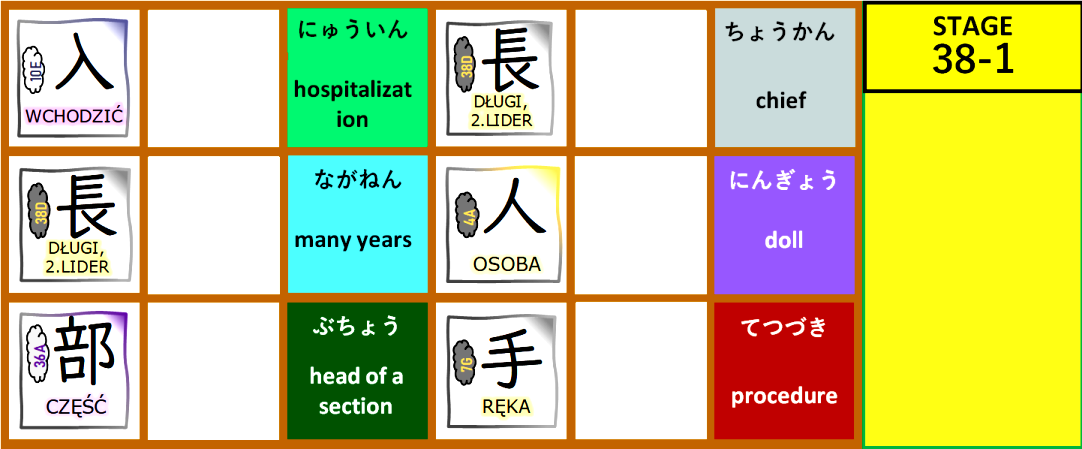 10E
入
WCHODZIĆ
にゅういん
hospitalizat
ion
38D
長
DŁUGI,
2.LIDER
ちょうかん
chief
STAGE
38-1
38D
長
DŁUGI,
2.LIDER
ながねん
many years
4A
人
OSOBA
にんぎょう
doll
36A
部
CZĘŚĆ
ぶちょう
head of a
section
7G
手
RĘKA
てつづき
procedure